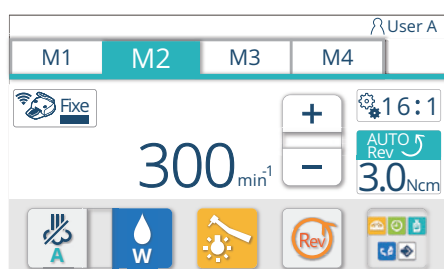 User A
M1 M2 M3 M4
Fixe
+
16:1
300 min⁻¹
−
AUTO
Rev
3.0Ncm
A W Rev